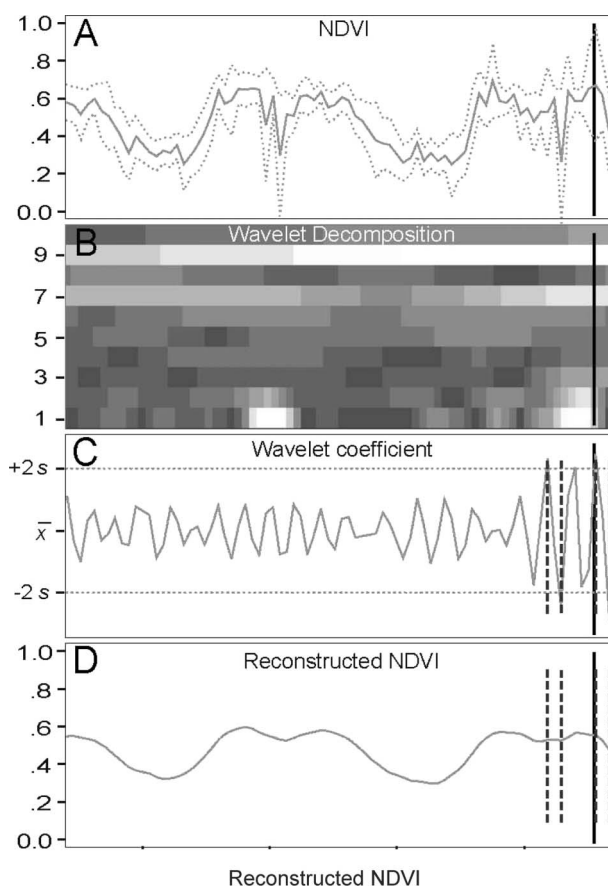 A
NDVI
1.0
.8
.6
.4
.2
0.0
B
Wavelet Decomposition
9
7
5
3
1
C
Wavelet coefficient
+2 s
x̅
-2 s
D
Reconstructed NDVI
1.0
.8
.6
.4
.2
0.0
Reconstructed NDVI